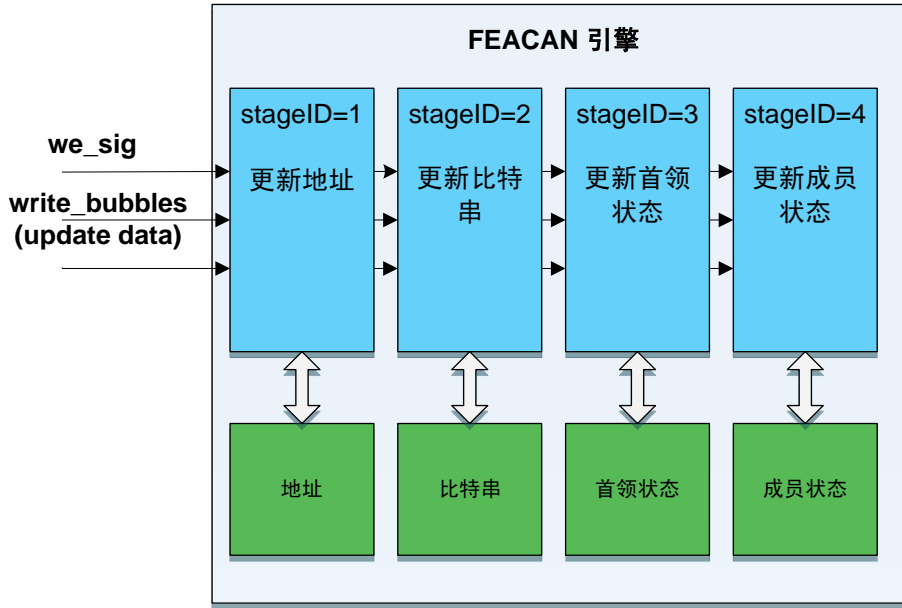 FEACAN 引擎
we_sig
write_bubbles
(update data)
stageID=1
更新地址
stageID=2
更新比特
串
stageID=3
更新首领
状态
stageID=4
更新成员
状态
地址
比特串
首领状态
成员状态